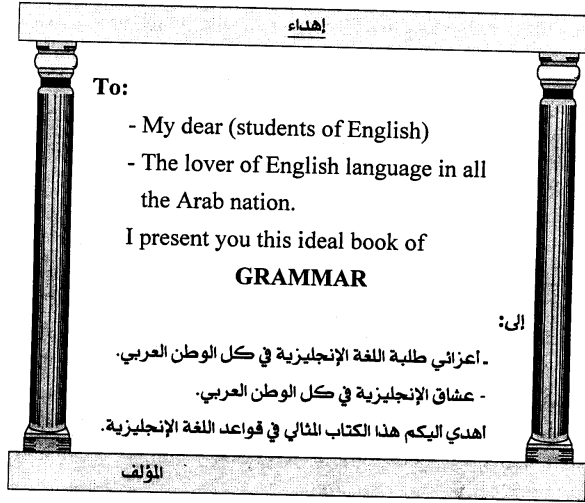 إهداء
To:
- My dear (students of English)
- The lover of English language in all
the Arab nation.
I present you this ideal book of
GRAMMAR
إلى:
- أعزائي طلبة اللغة الإنجليزية في كل الوطن العربي.
- عشاق الإنجليزية في كل الوطن العربي.
اهدي اليكم هذا الكتاب المثالي في قواعد اللغة الإنجليزية.
المؤلف